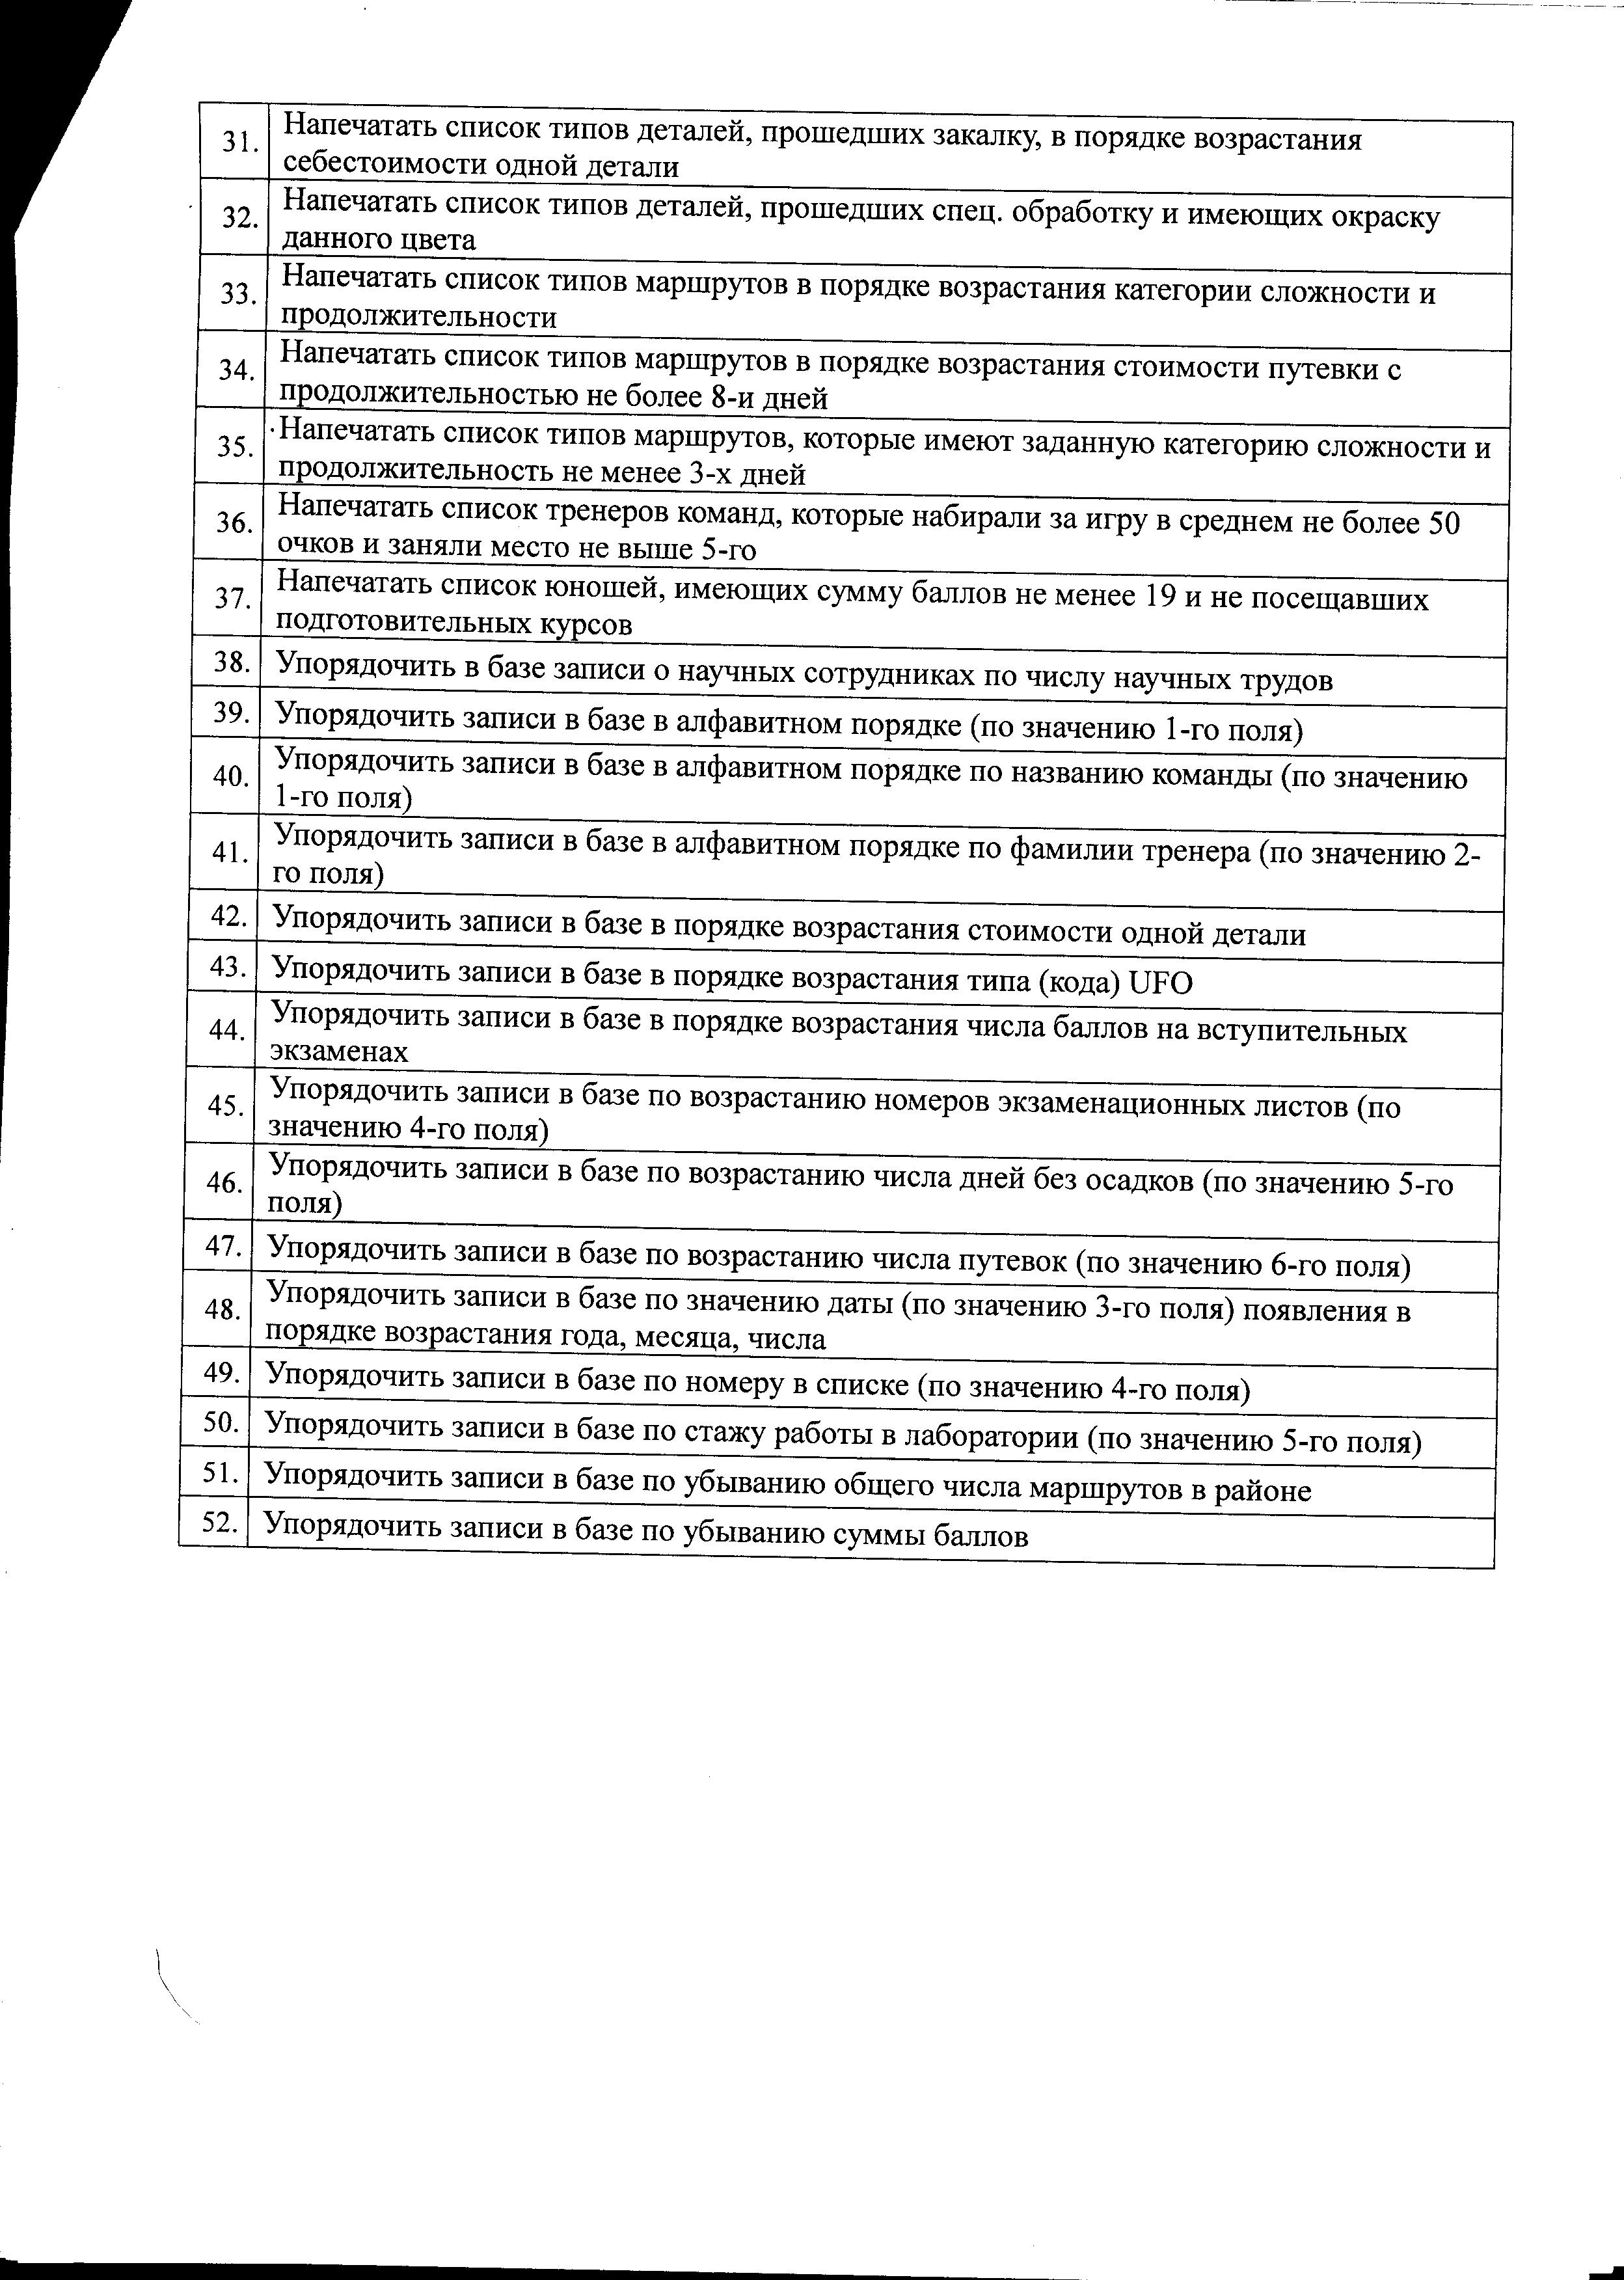 31. Напечатать список типов деталей, прошедших закалку, в порядке возрастания
себестоимости одной детали
32. Напечатать список типов деталей, прошедших спец. обработку и имеющих окраску
данного цвета
33. Напечатать список типов маршрутов в порядке возрастания категории сложности и
продолжительности
34. Напечатать список типов маршрутов в порядке возрастания стоимости путевки с
продолжительностью не более 8-и дней
35. Напечатать список типов маршрутов, которые имеют заданную категорию сложности и
продолжительность не менее 3-х дней
36. Напечатать список тренеров команд, которые набирали за игру в среднем не более 50
очков и заняли место не выше 5-го
37. Напечатать список юношей, имеющих сумму баллов не менее 19 и не посещавших
подготовительных курсов
38. Упорядочить в базе записи о научных сотрудниках по числу научных трудов
39. Упорядочить записи в базе в алфавитном порядке (по значению 1-го поля)
40. Упорядочить записи в базе в алфавитном порядке по названию команды (по значению
1-го поля)
41. Упорядочить записи в базе в алфавитном порядке по фамилии тренера (по значению 2-
го поля)
42. Упорядочить записи в базе в порядке возрастания стоимости одной детали
43. Упорядочить записи в базе в порядке возрастания типа (кода) UFO
44. Упорядочить записи в базе в порядке возрастания числа баллов на вступительных
экзаменах
45. Упорядочить записи в базе по возрастанию номеров экзаменационных листов (по
значению 4-го поля)
46. Упорядочить записи в базе по возрастанию числа дней без осадков (по значению 5-го
поля)
47. Упорядочить записи в базе по возрастанию числа путевок (по значению 6-го поля)
48. Упорядочить записи в базе по значению даты (по значению 3-го поля) появления в
порядке возрастания года, месяца, числа
49. Упорядочить записи в базе по номеру в списке (по значению 4-го поля)
50. Упорядочить записи в базе по стажу работы в лаборатории (по значению 5-го поля)
51. Упорядочить записи в базе по убыванию общего числа маршрутов в районе
52. Упорядочить записи в базе по убыванию суммы баллов